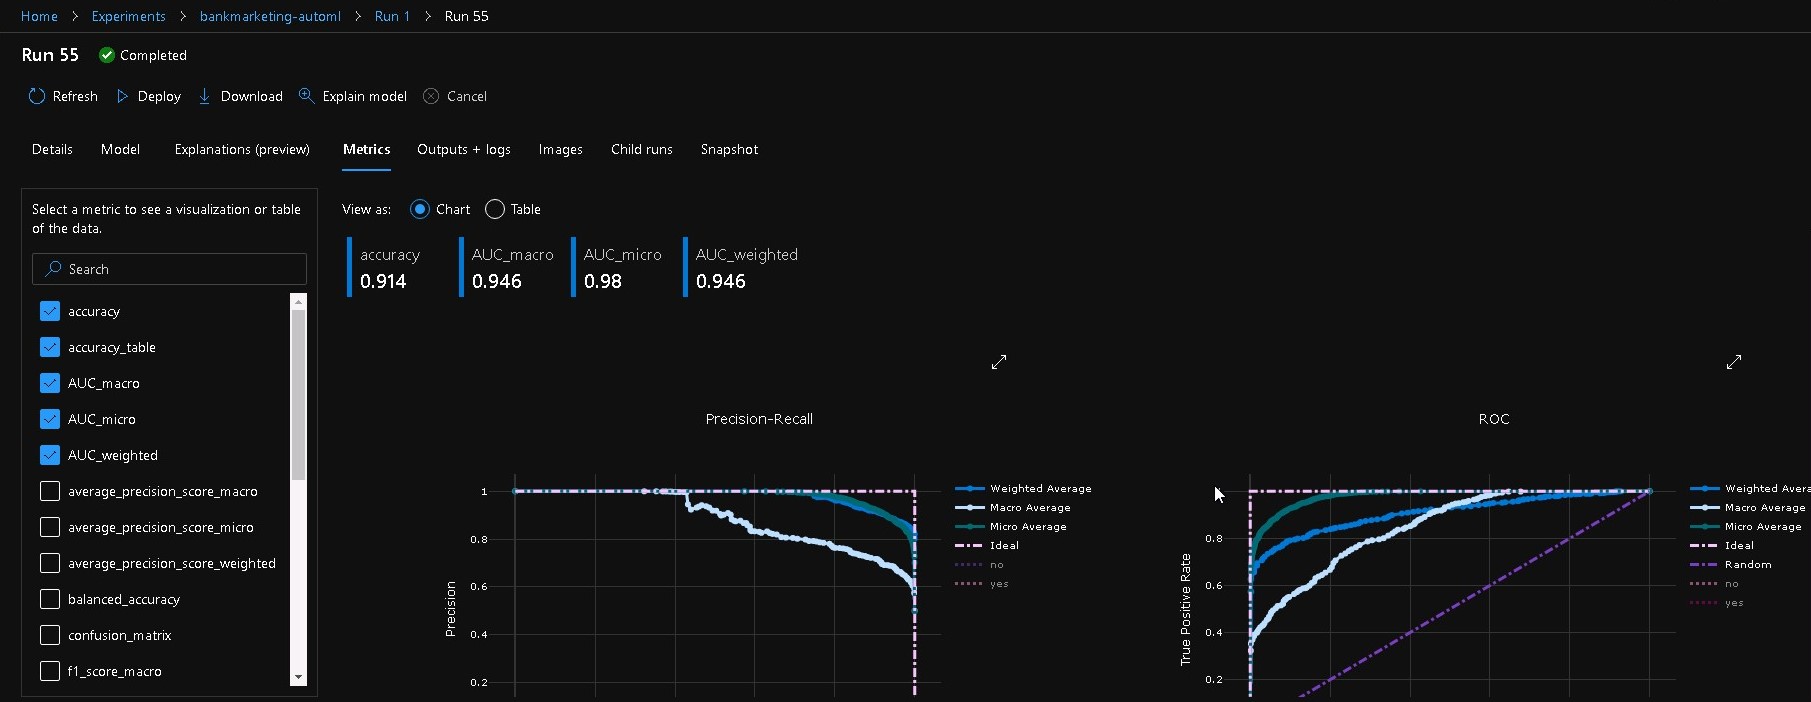 Home > Experiments > bankmarketing-automl > Run 1 > Run 55
Run 55 Completed
Refresh Deploy Download Explain model Cancel
Details Model Explanations (preview) Metrics Outputs + logs Images Child runs Snapshot
Select a metric to see a visualization or table
of the data.
Search
accuracy
accuracy_table
AUC_macro
AUC_micro
AUC_weighted
average_precision_score_macro
average_precision_score_micro
average_precision_score_weighted
balanced_accuracy
confusion_matrix
f1_score_macro
View as: Chart Table
accuracy AUC_macro AUC_micro AUC_weighted
0.914 0.946 0.98 0.946
Precision-Recall
1
0.8
0.6
0.4
0.2
Precision
Weighted Average
Macro Average
Micro Average
Ideal
no
yes
ROC
0.8
0.6
0.4
0.2
True Positive Rate
Weighted Avera
Macro Average
Micro Average
Ideal
Random
no
yes